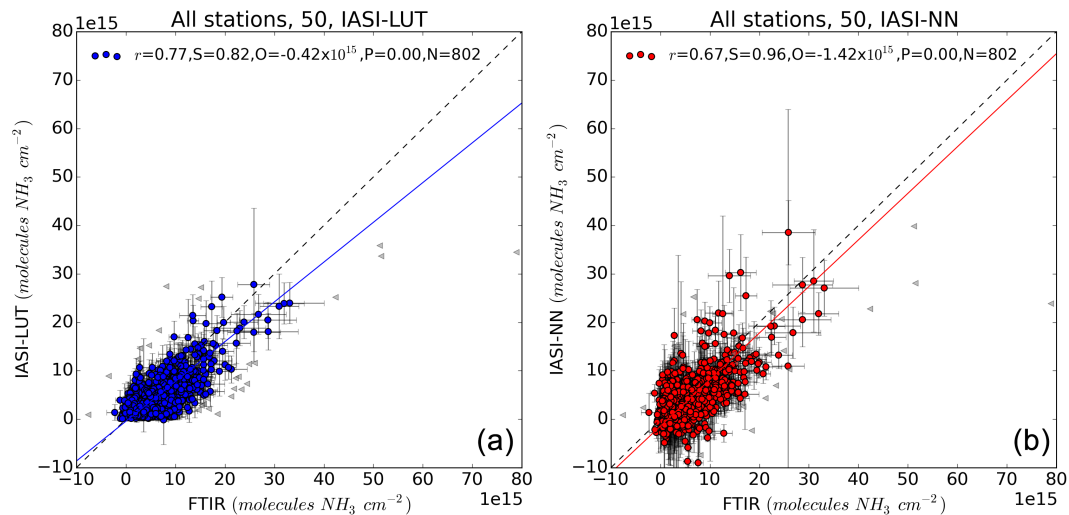 All stations, 50, IASI-LUT
80 1e15
r=0.77,S=0.82,O=-0.42x10¹⁵,P=0.00,N=802
70
60
50
40
30
20
10
0
−10
IASI-LUT (molecules NH₃ cm⁻²)
(a)
−10 0 10 20 30 40 50 60 70 80
1e15
FTIR (molecules NH₃ cm⁻²)
All stations, 50, IASI-NN
80 1e15
r=0.67,S=0.96,O=-1.42x10¹⁵,P=0.00,N=802
70
60
50
40
30
20
10
0
−10
IASI-NN (molecules NH₃ cm⁻²)
(b)
−10 0 10 20 30 40 50 60 70 80
1e15
FTIR (molecules NH₃ cm⁻²)